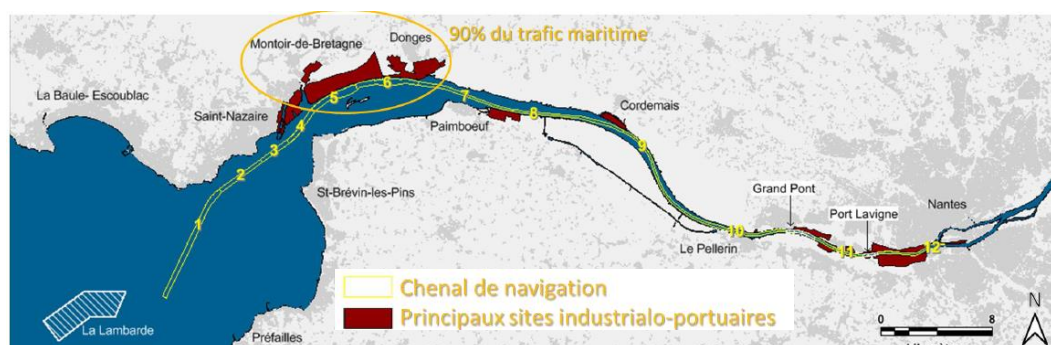 90% du trafic maritime
Montoir-de-Bretagne
Donges
La Baule- Escoublac
Saint-Nazaire
Paimboeuf
Cordemais
St-Brévin-les-Pins
Grand Pont
Port Lavigne
Nantes
Le Pellerin
1
2
3
4
5
6
7
8
9
10
11
12
La Lambarde
Préfailles
Chenal de navigation
Principaux sites industrialo-portuaires
N
0
8